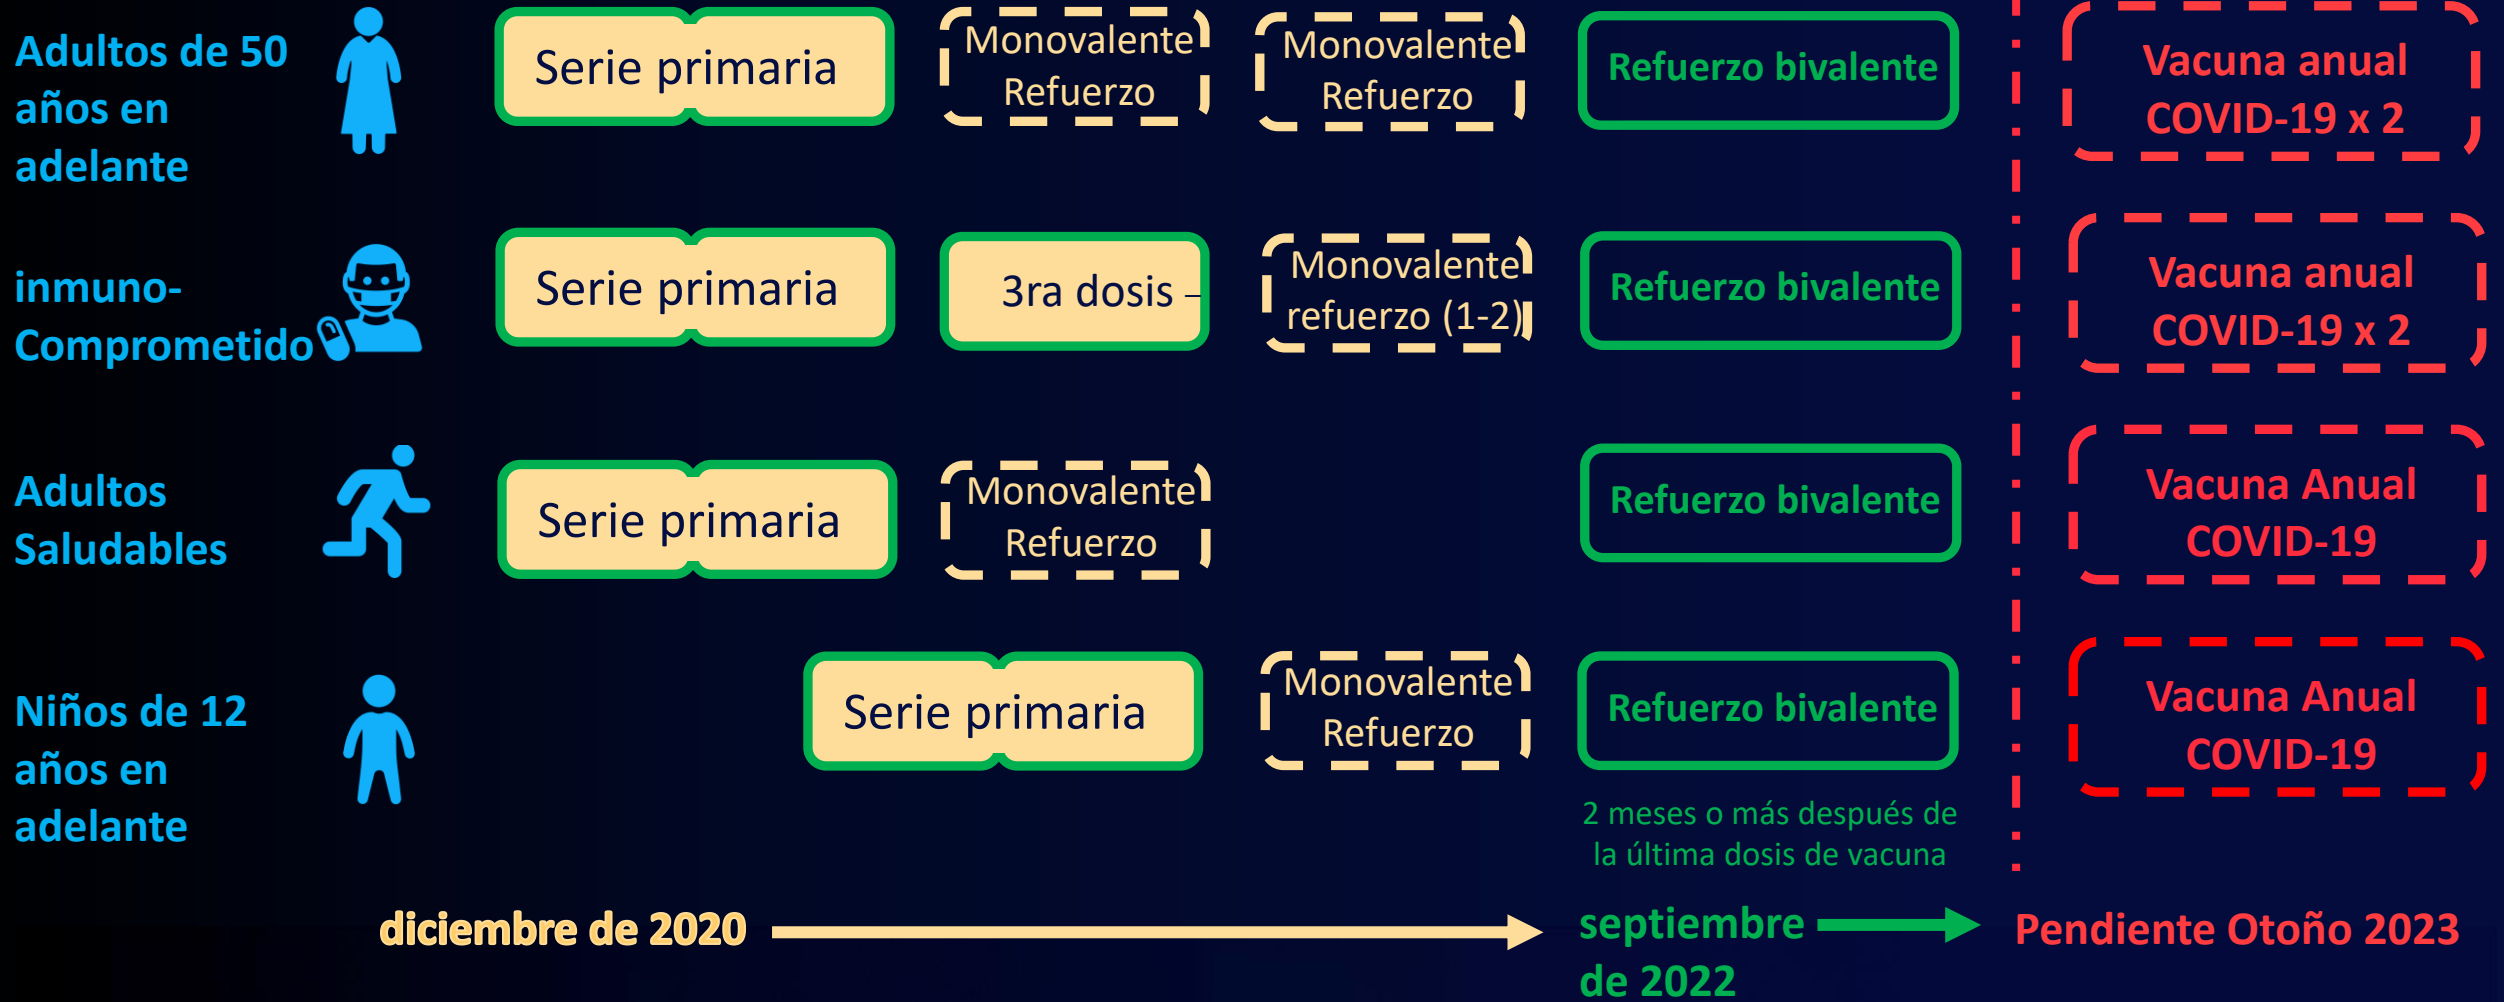 Adultos de 50
años en
adelante
Serie primaria
Monovalente
Refuerzo
Monovalente
Refuerzo
Refuerzo bivalente
Vacuna anual
COVID-19 x 2
inmuno-
Comprometido
Serie primaria
3ra dosis –
Monovalente
refuerzo (1-2)
Refuerzo bivalente
Vacuna anual
COVID-19 x 2
Adultos
Saludables
Serie primaria
Monovalente
Refuerzo
Refuerzo bivalente
Vacuna Anual
COVID-19
Niños de 12
años en
adelante
Serie primaria
Monovalente
Refuerzo
Refuerzo bivalente
Vacuna Anual
COVID-19
2 meses o más después de
la última dosis de vacuna
diciembre de 2020
septiembre
de 2022
Pendiente Otoño 2023